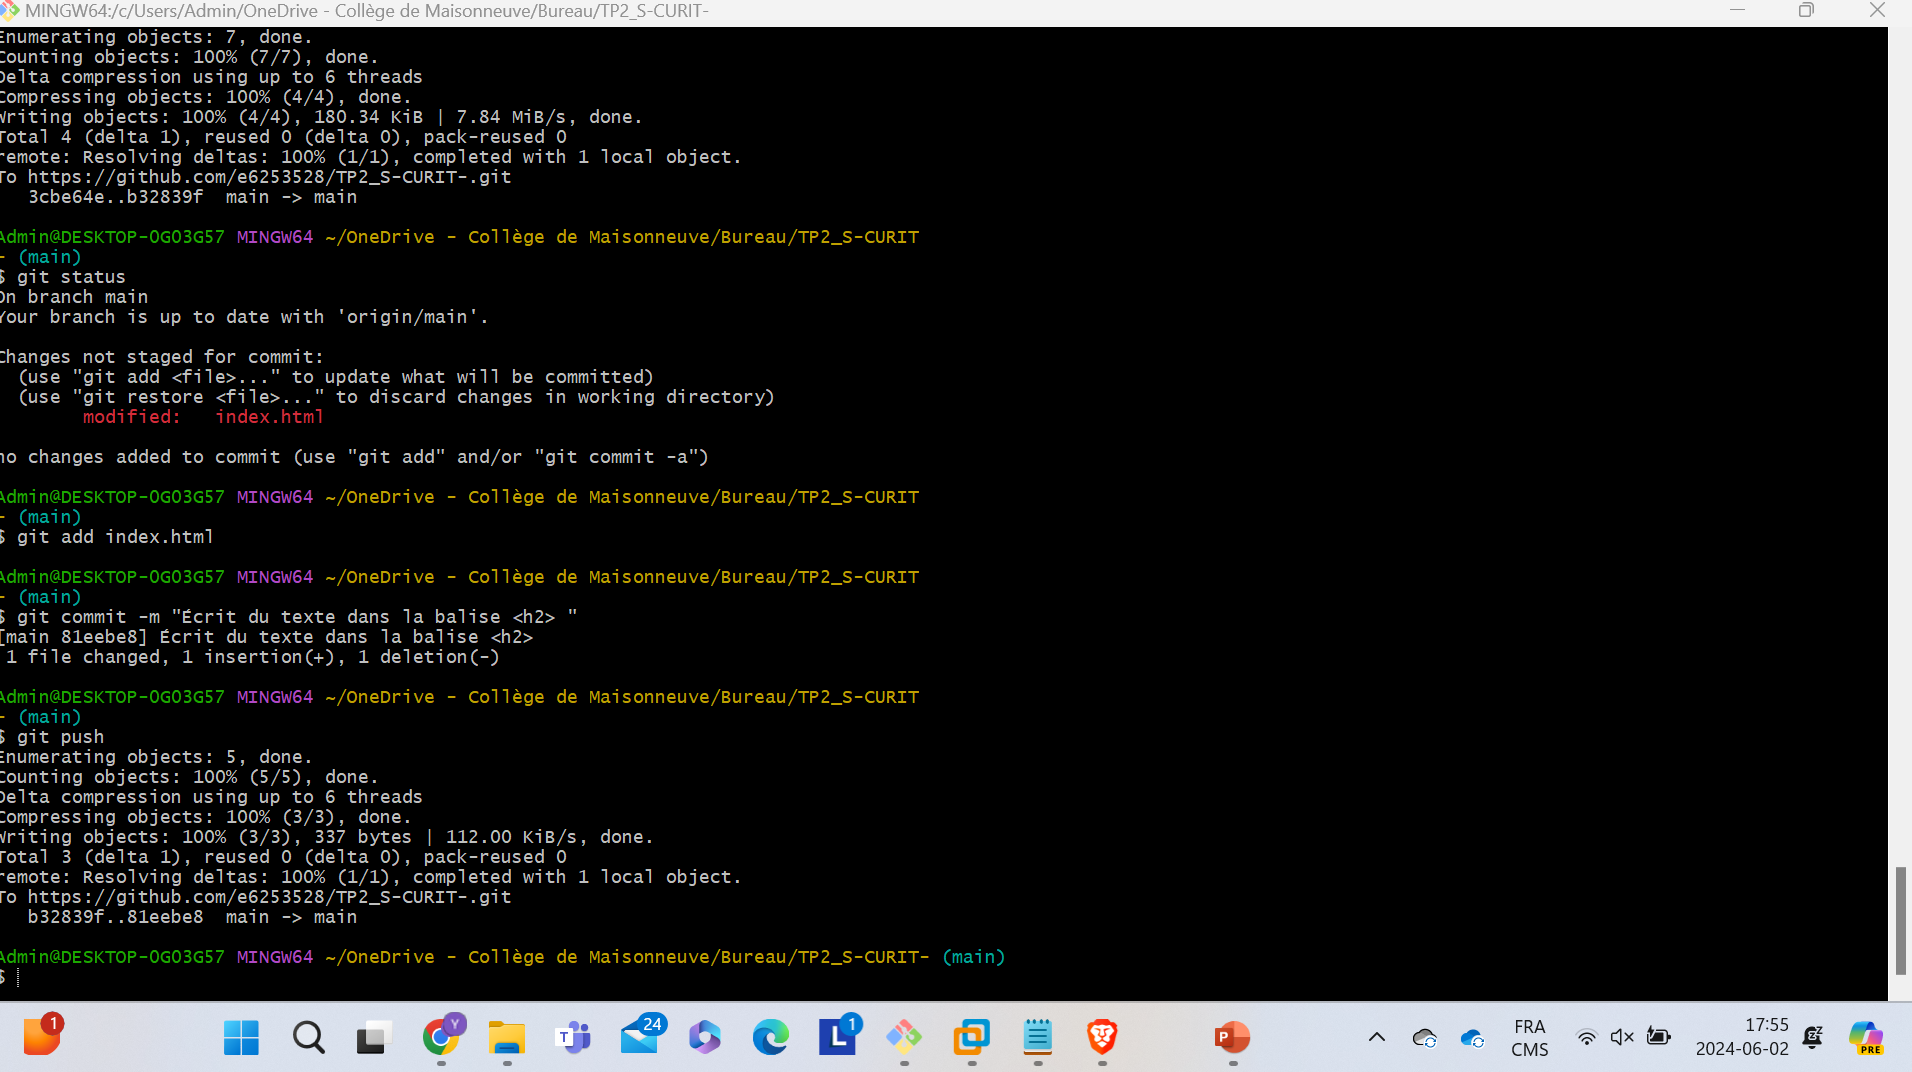 MINGW64:/c/Users/Admin/OneDrive - Collège de Maisonneuve/Bureau/TP2_S-CURIT-
Enumerating objects: 7, done.
Counting objects: 100% (7/7), done.
Delta compression using up to 6 threads
Compressing objects: 100% (4/4), done.
Writing objects: 100% (4/4), 180.34 KiB | 7.84 MiB/s, done.
Total 4 (delta 1), reused 0 (delta 0), pack-reused 0
remote: Resolving deltas: 100% (1/1), completed with 1 local object.
To https://github.com/e6253528/TP2_S-CURIT-.git
   3cbe64e..b32839f  main -> main
Admin@DESKTOP-0G03G57 MINGW64 ~/OneDrive - Collège de Maisonneuve/Bureau/TP2_S-CURIT
- (main)
$ git status
On branch main
Your branch is up to date with 'origin/main'.
Changes not staged for commit:
  (use "git add <file>..." to update what will be committed)
  (use "git restore <file>..." to discard changes in working directory)
        modified:   index.html
no changes added to commit (use "git add" and/or "git commit -a")
Admin@DESKTOP-0G03G57 MINGW64 ~/OneDrive - Collège de Maisonneuve/Bureau/TP2_S-CURIT
- (main)
$ git add index.html
Admin@DESKTOP-0G03G57 MINGW64 ~/OneDrive - Collège de Maisonneuve/Bureau/TP2_S-CURIT
- (main)
$ git commit -m "Écrit du texte dans la balise <h2> "
[main 81eebe8] Écrit du texte dans la balise <h2>
 1 file changed, 1 insertion(+), 1 deletion(-)
Admin@DESKTOP-0G03G57 MINGW64 ~/OneDrive - Collège de Maisonneuve/Bureau/TP2_S-CURIT
- (main)
$ git push
Enumerating objects: 5, done.
Counting objects: 100% (5/5), done.
Delta compression using up to 6 threads
Compressing objects: 100% (3/3), done.
Writing objects: 100% (3/3), 337 bytes | 112.00 KiB/s, done.
Total 3 (delta 1), reused 0 (delta 0), pack-reused 0
remote: Resolving deltas: 100% (1/1), completed with 1 local object.
To https://github.com/e6253528/TP2_S-CURIT-.git
   b32839f..81eebe8  main -> main
Admin@DESKTOP-0G03G57 MINGW64 ~/OneDrive - Collège de Maisonneuve/Bureau/TP2_S-CURIT- (main)
$
1 Y T 24 L 1 P
FRA
CMS
17:55
2024-06-02
PRE